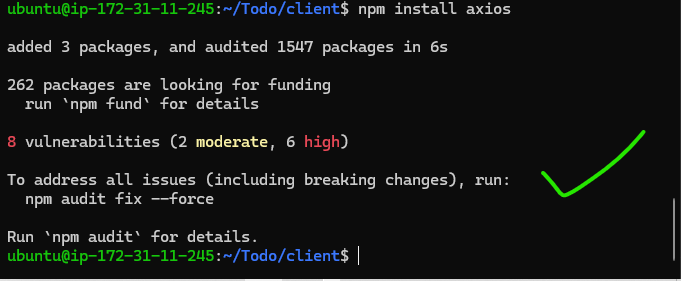 ubuntu@ip-172-31-11-245:~/Todo/client$ npm install axios
added 3 packages, and audited 1547 packages in 6s
262 packages are looking for funding
  run `npm fund` for details
8 vulnerabilities (2 moderate, 6 high)
To address all issues (including breaking changes), run:
  npm audit fix --force
Run `npm audit` for details.
ubuntu@ip-172-31-11-245:~/Todo/client$